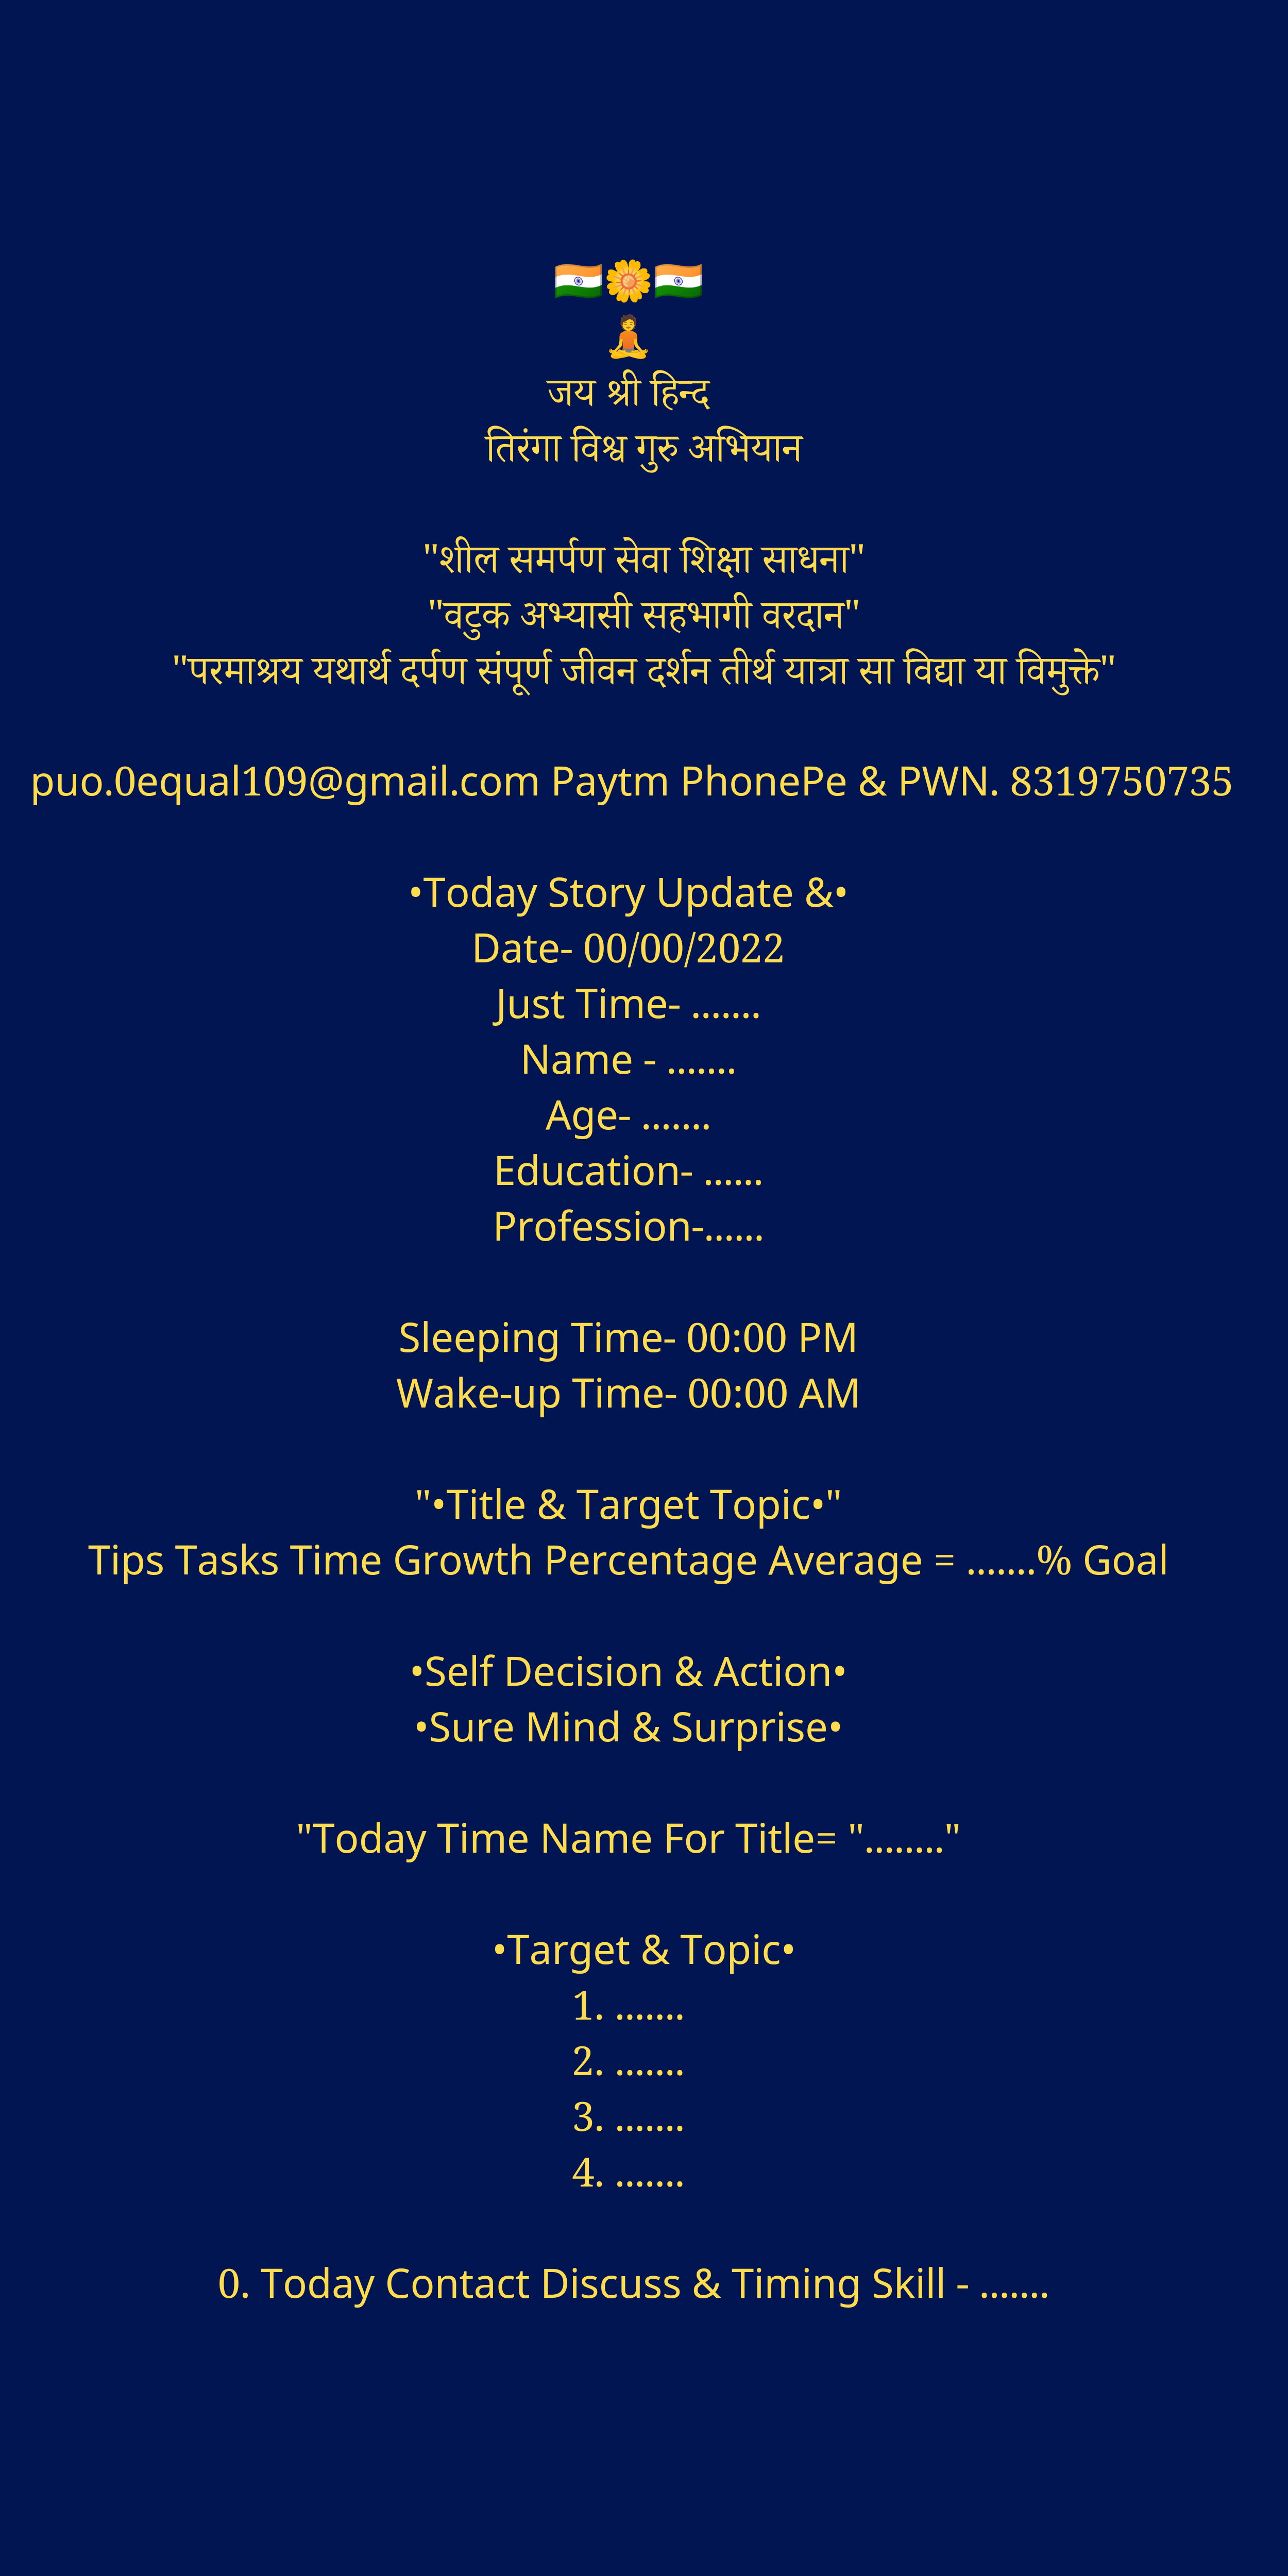 🇮🇳🌼🇮🇳
🧘
जय श्री हिन्द
तिरंगा विश्व गुरु अभियान
"शील समर्पण सेवा शिक्षा साधना"
"वटुक अभ्यासी सहभागी वरदान"
"परमाश्रय यथार्थ दर्पण संपूर्ण जीवन दर्शन तीर्थ यात्रा सा विद्या या विमुक्ते"
puo.0equal109@gmail.com Paytm PhonePe & PWN. 8319750735
•Today Story Update &•
Date- 00/00/2022
Just Time- .......
Name - .......
Age- .......
Education- ......
Profession-......
Sleeping Time- 00:00 PM
Wake-up Time- 00:00 AM
"•Title & Target Topic•"
Tips Tasks Time Growth Percentage Average = .......% Goal
•Self Decision & Action•
•Sure Mind & Surprise•
"Today Time Name For Title= "........"
•Target & Topic•
1. .......
2. .......
3. .......
4. .......
0. Today Contact Discuss & Timing Skill - .......